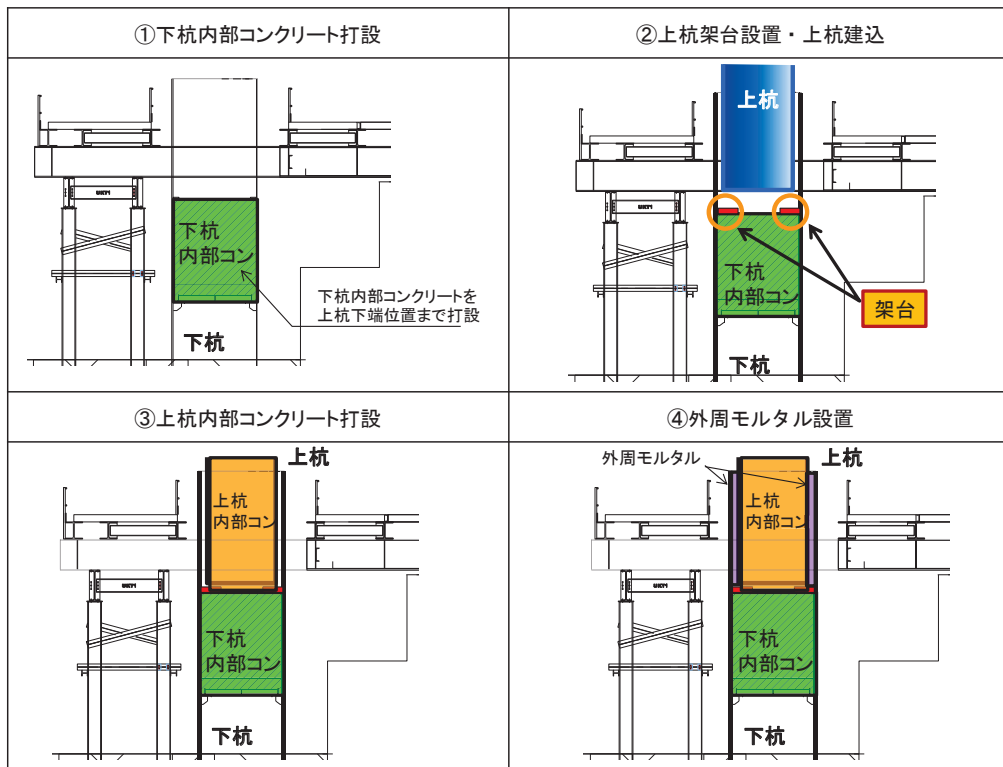 ①下杭内部コンクリート打設
下杭
内部コン
下杭内部コンクリートを
上杭下端位置まで打設
下杭
②上杭架台設置・上杭建込
上杭
下杭
内部コン
架台
下杭
③上杭内部コンクリート打設
上杭
上杭
内部コン
下杭
内部コン
下杭
④外周モルタル設置
外周モルタル
上杭
上杭
内部コン
下杭
内部コン
下杭